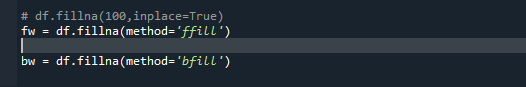 # df.fillna(100,inplace=True)
fw = df.fillna(method='ffill')
bw = df.fillna(method='bfill')